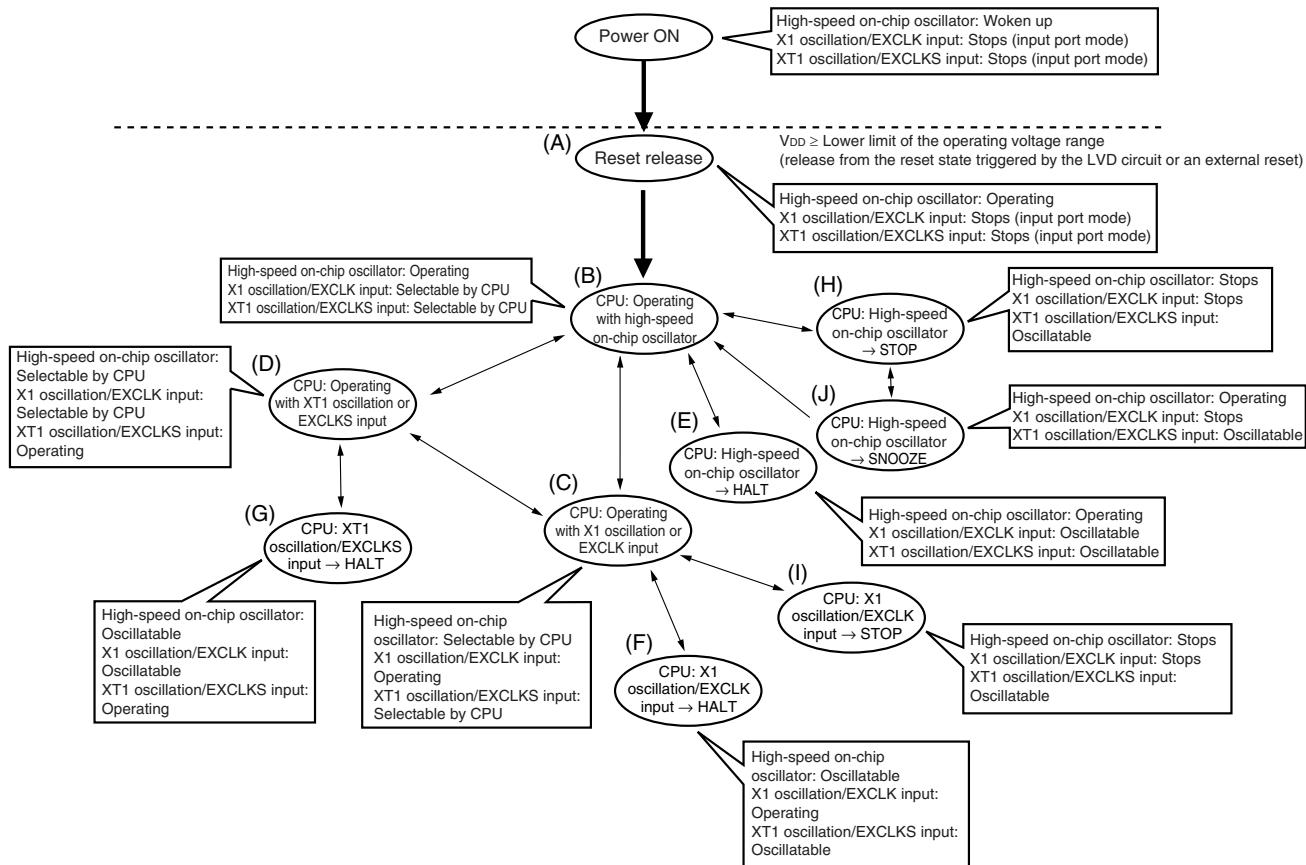 Power ON
High-speed on-chip oscillator: Woken up
X1 oscillation/EXCLK input: Stops (input port mode)
XT1 oscillation/EXCLKS input: Stops (input port mode)
(A)
Reset release
VDD ≥ Lower limit of the operating voltage range
(release from the reset state triggered by the LVD circuit or an external reset)
High-speed on-chip oscillator: Operating
X1 oscillation/EXCLK input: Stops (input port mode)
XT1 oscillation/EXCLKS input: Stops (input port mode)
High-speed on-chip oscillator: Operating
X1 oscillation/EXCLK input: Selectable by CPU
XT1 oscillation/EXCLKS input: Selectable by CPU
(B)
CPU: Operating
with high-speed
on-chip oscillator
(H)
CPU: High-speed
on-chip oscillator
→ STOP
High-speed on-chip oscillator: Stops
X1 oscillation/EXCLK input: Stops
XT1 oscillation/EXCLKS input:
Oscillatable
High-speed on-chip oscillator:
Selectable by CPU
X1 oscillation/EXCLK input:
Selectable by CPU
XT1 oscillation/EXCLKS input:
Operating
(D)
CPU: Operating
with XT1 oscillation or
EXCLKS input
(J)
CPU: High-speed
on-chip oscillator
→ SNOOZE
High-speed on-chip oscillator: Operating
X1 oscillation/EXCLK input: Stops
XT1 oscillation/EXCLKS input: Oscillatable
(E)
CPU: High-speed
on-chip oscillator
→ HALT
High-speed on-chip oscillator: Operating
X1 oscillation/EXCLK input: Oscillatable
XT1 oscillation/EXCLKS input: Oscillatable
(C)
CPU: Operating
with X1 oscillation or
EXCLK input
(G)
CPU: XT1
oscillation/EXCLKS
input → HALT
High-speed on-chip oscillator:
Oscillatable
X1 oscillation/EXCLK input:
Oscillatable
XT1 oscillation/EXCLKS input:
Operating
High-speed on-chip
oscillator: Selectable by CPU
X1 oscillation/EXCLK input:
Operating
XT1 oscillation/EXCLKS input:
Selectable by CPU
(I)
CPU: X1
oscillation/EXCLK
input → STOP
High-speed on-chip oscillator: Stops
X1 oscillation/EXCLK input: Stops
XT1 oscillation/EXCLKS input:
Oscillatable
(F)
CPU: X1
oscillation/EXCLK
input → HALT
High-speed on-chip
oscillator: Oscillatable
X1 oscillation/EXCLK input:
Operating
XT1 oscillation/EXCLKS input:
Oscillatable